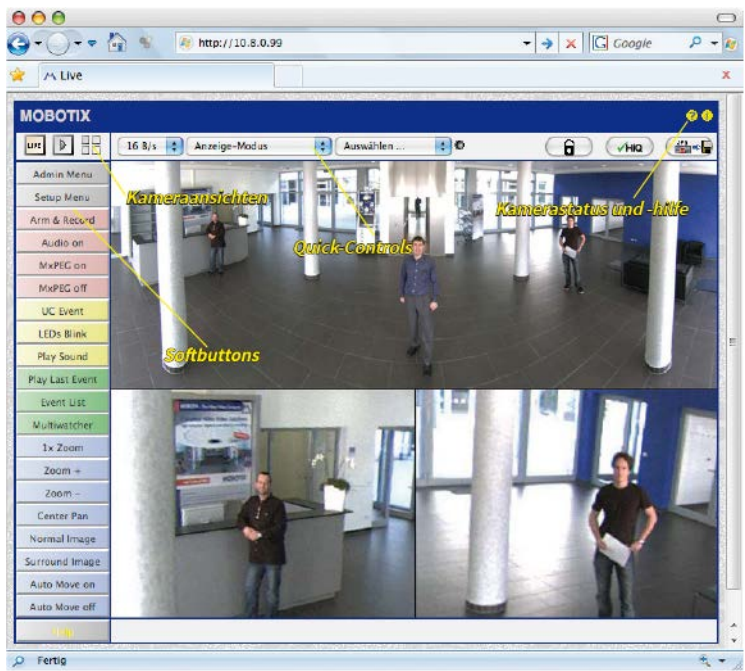 http://10.8.0.99
Google
Live
MOBOTIX
LIVE
16 B/s
Anzeige-Modus
Auswählen ...
HiQ
Admin Menu
Setup Menu
Arm & Record
Audio on
MxPEG on
MxPEG off
UC Event
LEDs Blink
Play Sound
Play Last Event
Event List
Multiwatcher
1x Zoom
Zoom +
Zoom –
Center Pan
Normal Image
Surround Image
Auto Move on
Auto Move off
Kameraansichten
Quick-Controls
Kamerastatus und -hilfe
Softbuttons
MOBOTIX
Fertig